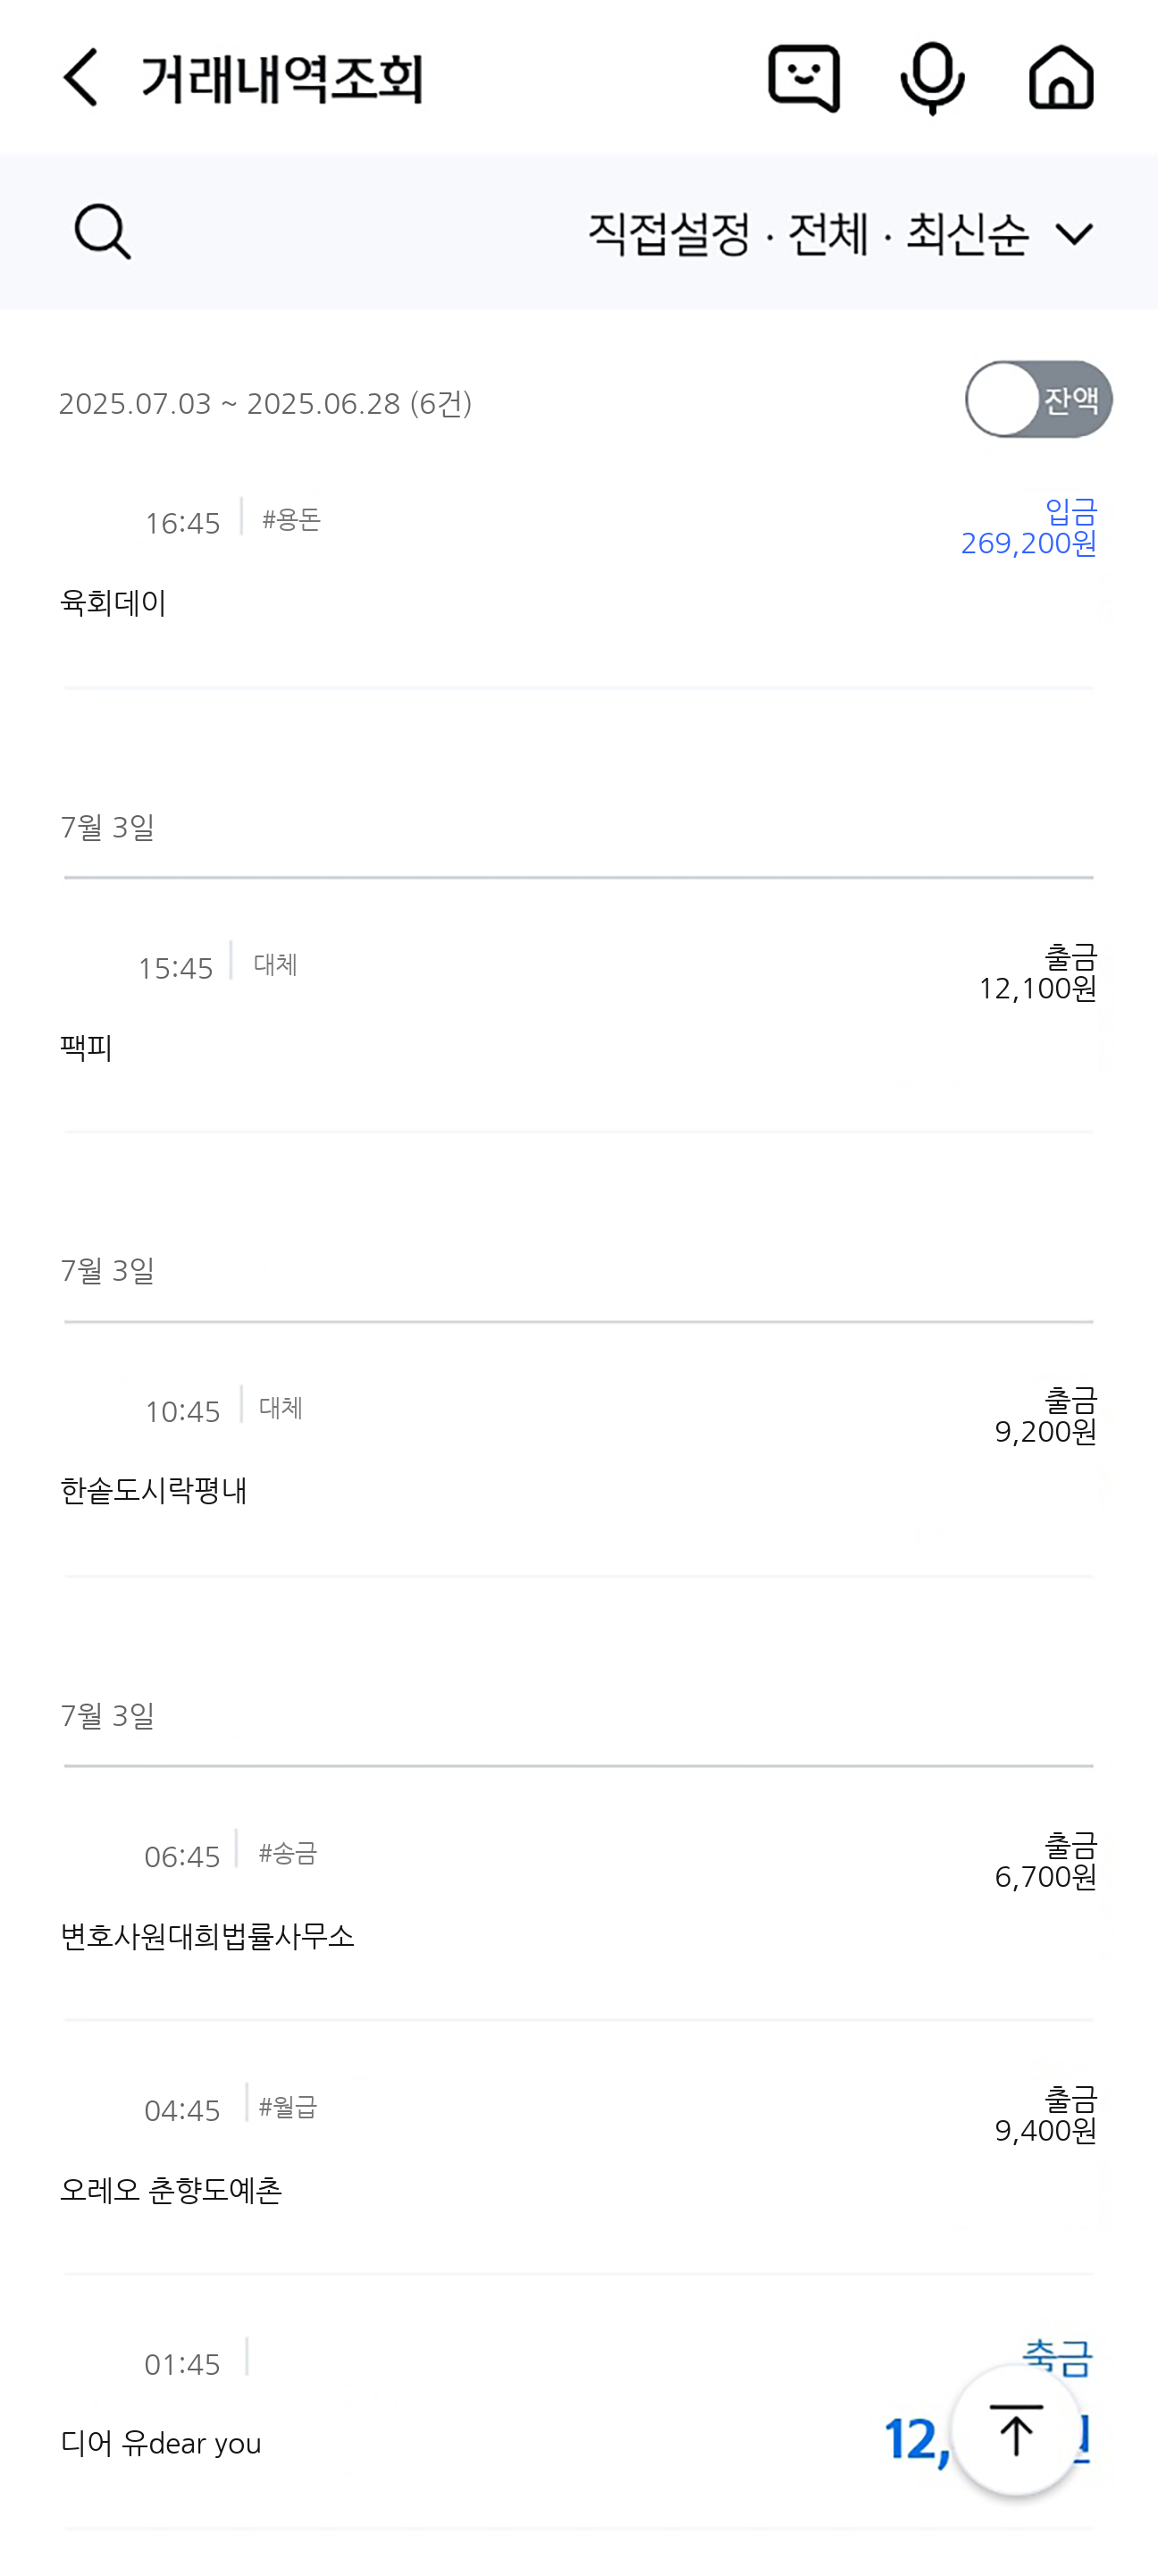 거래내역조회
직접설정 · 전체 · 최신순
2025.07.03 ~ 2025.06.28 (6건)
잔액
16:45 #용돈
입금
269,200원
육회데이
7월 3일
15:45 대체
출금
12,100원
팩피
7월 3일
10:45 대체
출금
9,200원
한솥도시락평내
7월 3일
06:45 #송금
출금
6,700원
변호사원대희법률사무소
04:45 #월급
출금
9,400원
오레오 춘향도예촌
01:45
디어 유dear you
12,